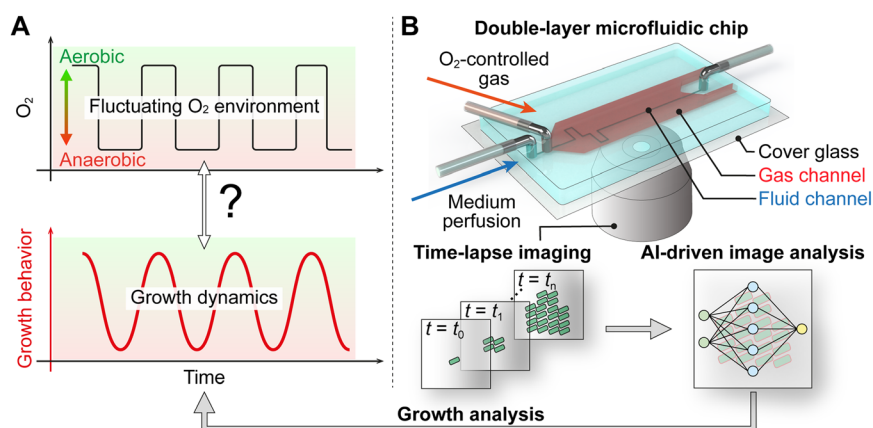 A
Aerobic
O₂
Fluctuating O₂ environment
Anaerobic
?
Growth behavior
Growth dynamics
Time
B
Double-layer microfluidic chip
O₂-controlled
gas
Medium
perfusion
Cover glass
Gas channel
Fluid channel
Time-lapse imaging
AI-driven image analysis
t = t₀
t = t₁
t = tₙ
Growth analysis